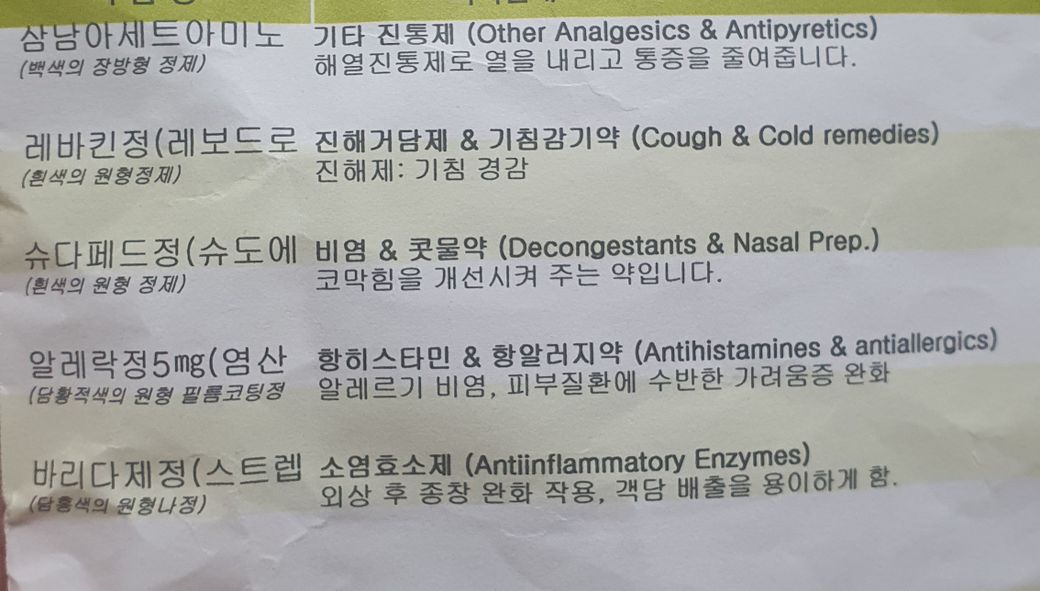 삼남아세트아미노 기타 진통제 (Other Analgesics & Antipyretics)
(백색의 장방형 정제) 해열진통제로 열을 내리고 통증을 줄여줍니다.
레바킨정(레보드로 진해거담제 & 기침감기약 (Cough & Cold remedies)
(흰색의 원형정제) 진해제: 기침 경감
슈다페드정(슈도에 비염 & 콧물약 (Decongestants & Nasal Prep.)
(흰색의 원형 정제) 코막힘을 개선시켜 주는 약입니다.
알레락정5mg(염산 항히스타민 & 항알러지약 (Antihistamines & antiallergics)
(담황적색의 원형 필름코팅정 알레르기 비염, 피부질환에 수반한 가려움증 완화
바리다제정(스트렙 소염효소제 (Antiinflammatory Enzymes)
(담홍색의 원형나정) 외상 후 종창 완화 작용, 객담 배출을 용이하게 함.